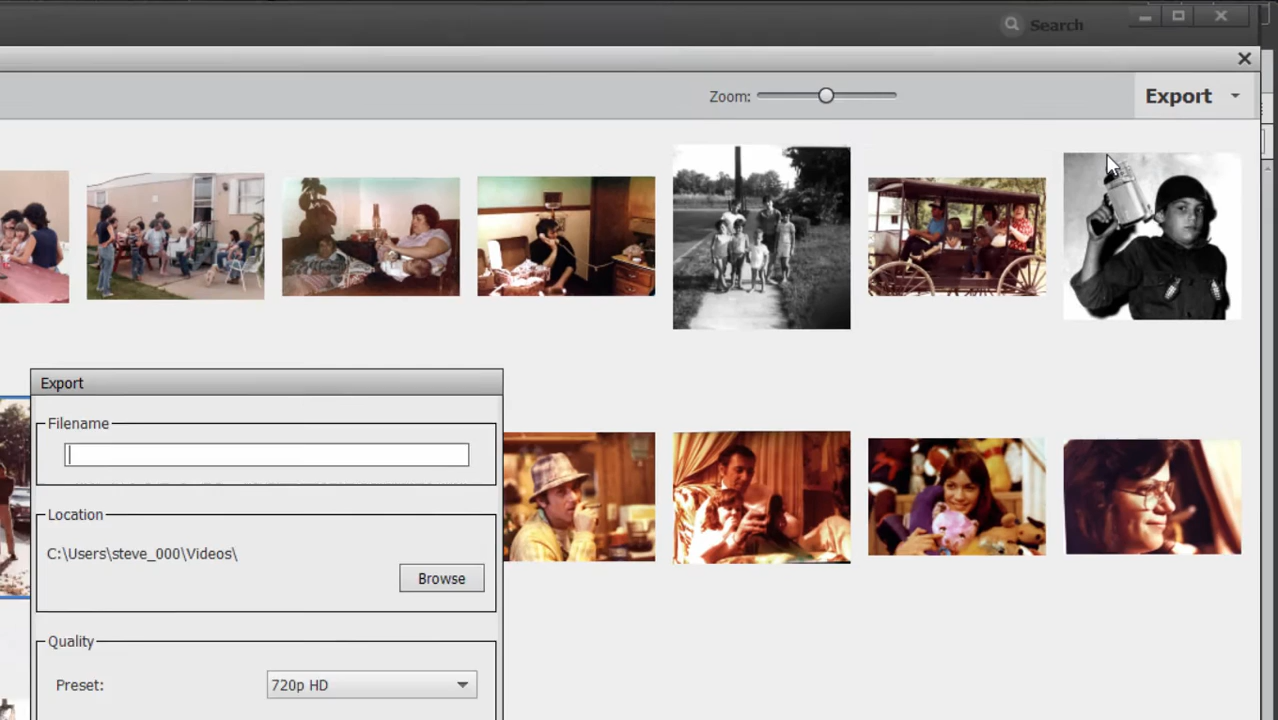 Search
Zoom:
Export
Export
Filename
Location
C:\Users\steve_000\Videos\
Browse
Quality
Preset:
720p HD